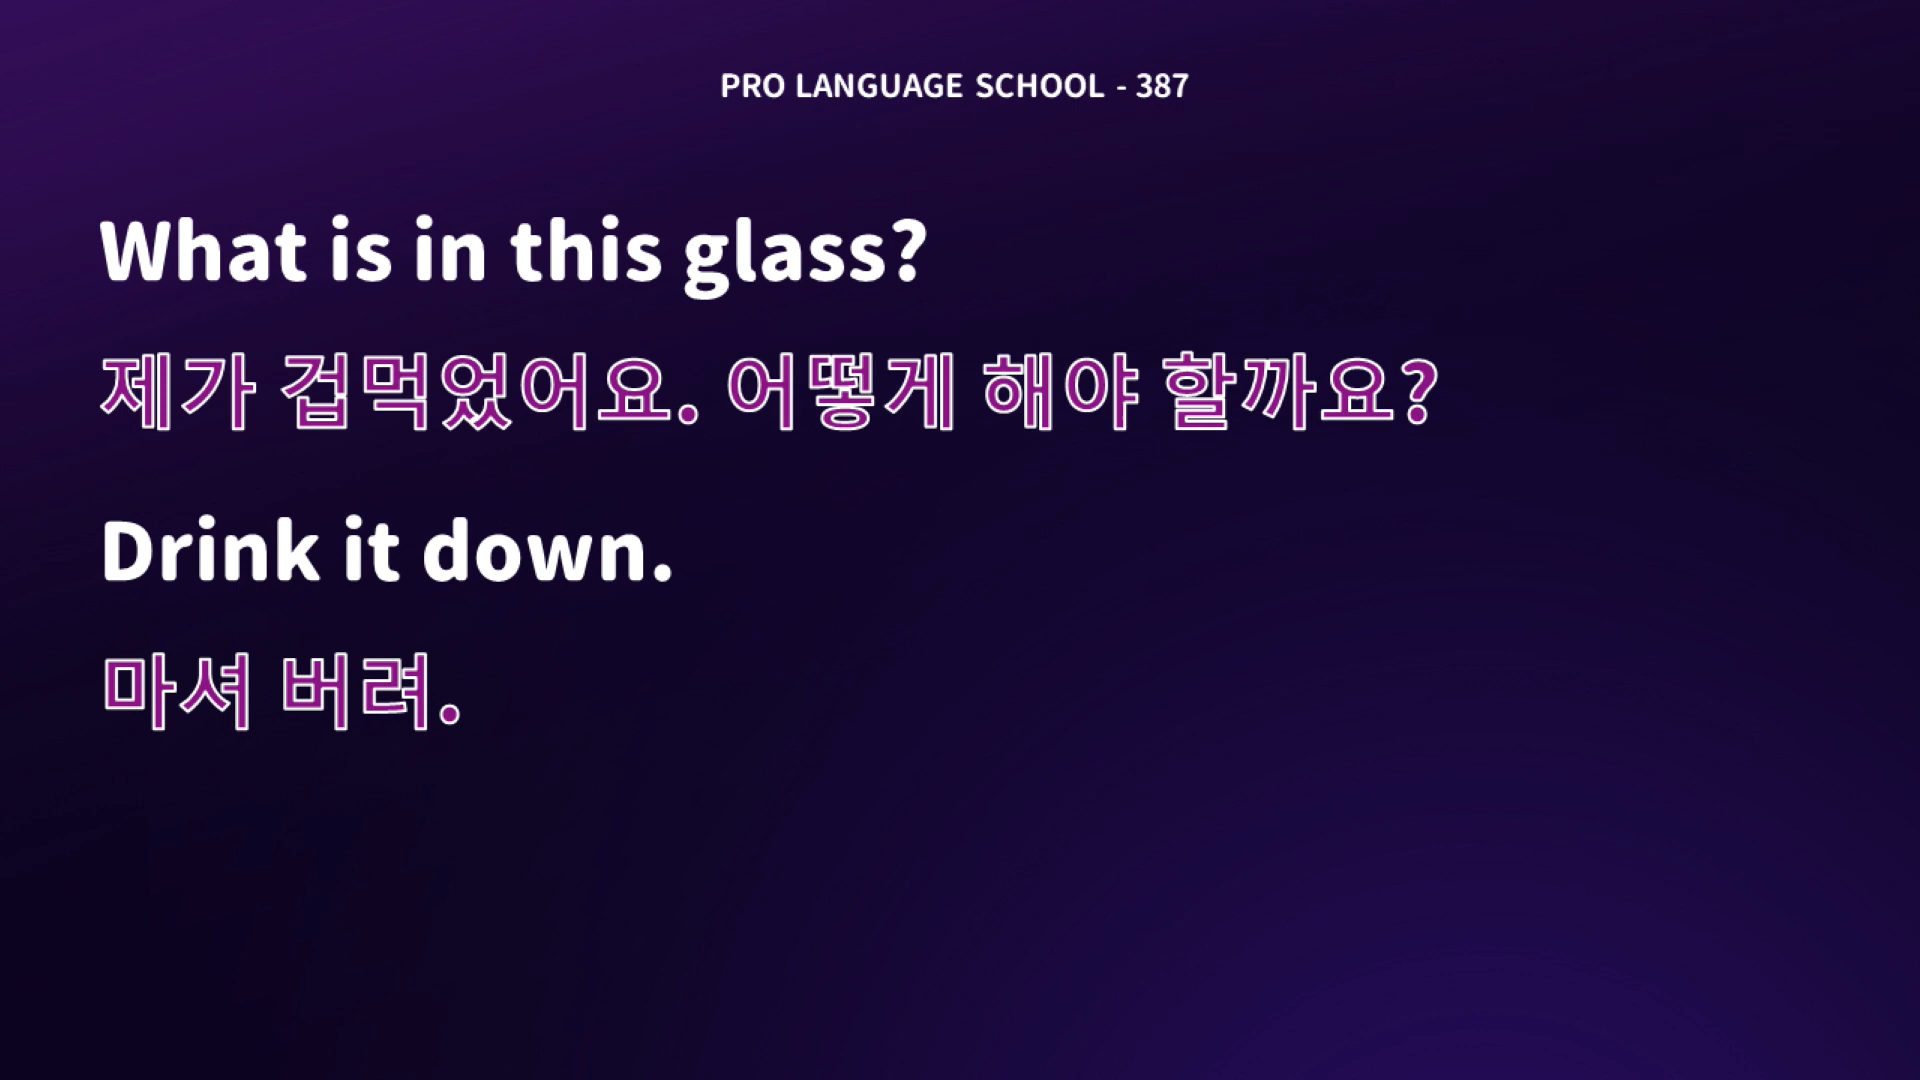 PRO LANGUAGE SCHOOL - 387
What is in this glass?
제가 겁먹었어요. 어떻게 해야 할까요?
Drink it down.
마셔 버려.